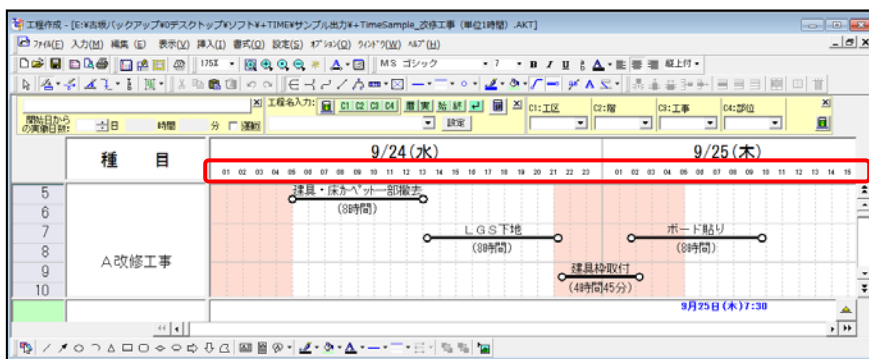 工程作成 - [E:¥古坂バックアップ¥0デスクトップ¥ソフト¥+TIME¥サンプル出力¥+TimeSample_改修工事（単位1時間）.AKT]
ファイル(F) 入力(M) 編集(E) 表示(V) 挿入(I) 書式(O) 設定(S) オプション(O) ウィンドウ(W) ヘルプ(H)
175% MS ゴシック 7 B I U 縦上付
工程名入力: C1 C2 C3 C4 暦 実 始 終
C1:工区 C2:階 C3:工事 C4:部位
開始日から
の実働日数: 日 時間 分 設定
種 目 9/24(水) 9/25(木)
01 02 03 04 05 06 07 08 09 10 11 12 13 14 15 16 17 18 19 20 21 22 23 01 02 03 04 05 06 07 08 09 10 11 12 13 14 15
5 建具・床カーペット一部撤去
6 (8時間)
7 LGS下地 ボード貼り
8 (8時間) (8時間)
A改修工事
9 建具枠取付
10 (4時間45分)
9月25日(木)7:30